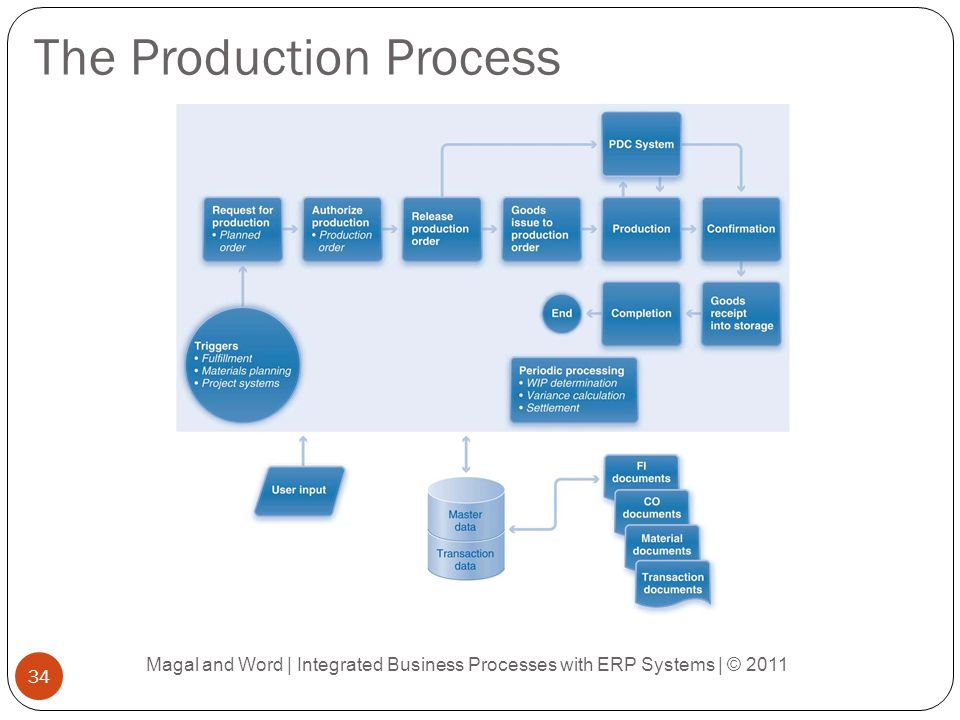 The Production Process
PDC System
Request for
production
• Planned
order
Authorize
production
• Production
order
Release
production
order
Goods
issue to
production
order
Production
Confirmation
End
Completion
Goods
receipt
into storage
Triggers
• Fulfillment
• Materials planning
• Project systems
Periodic processing
• WIP determination
• Variance calculation
• Settlement
User input
Master
data
Transaction
data
FI
documents
CO
documents
Material
documents
Transaction
documents
Magal and Word | Integrated Business Processes with ERP Systems | © 2011
34